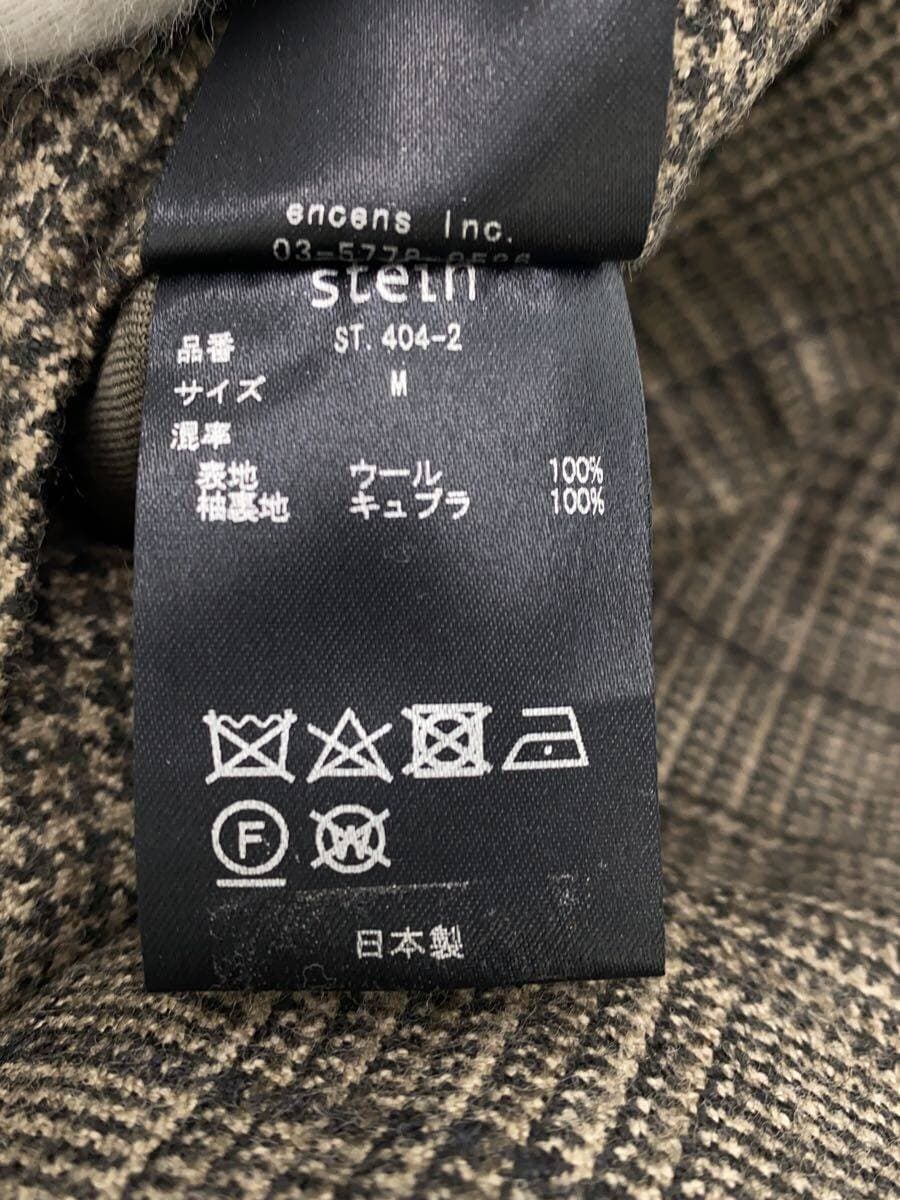 encens Inc.
stein
品番 ST.404-2
サイズ M
混率
表地 ウール 100%
袖裏地 キュプラ 100%
F W
日本製